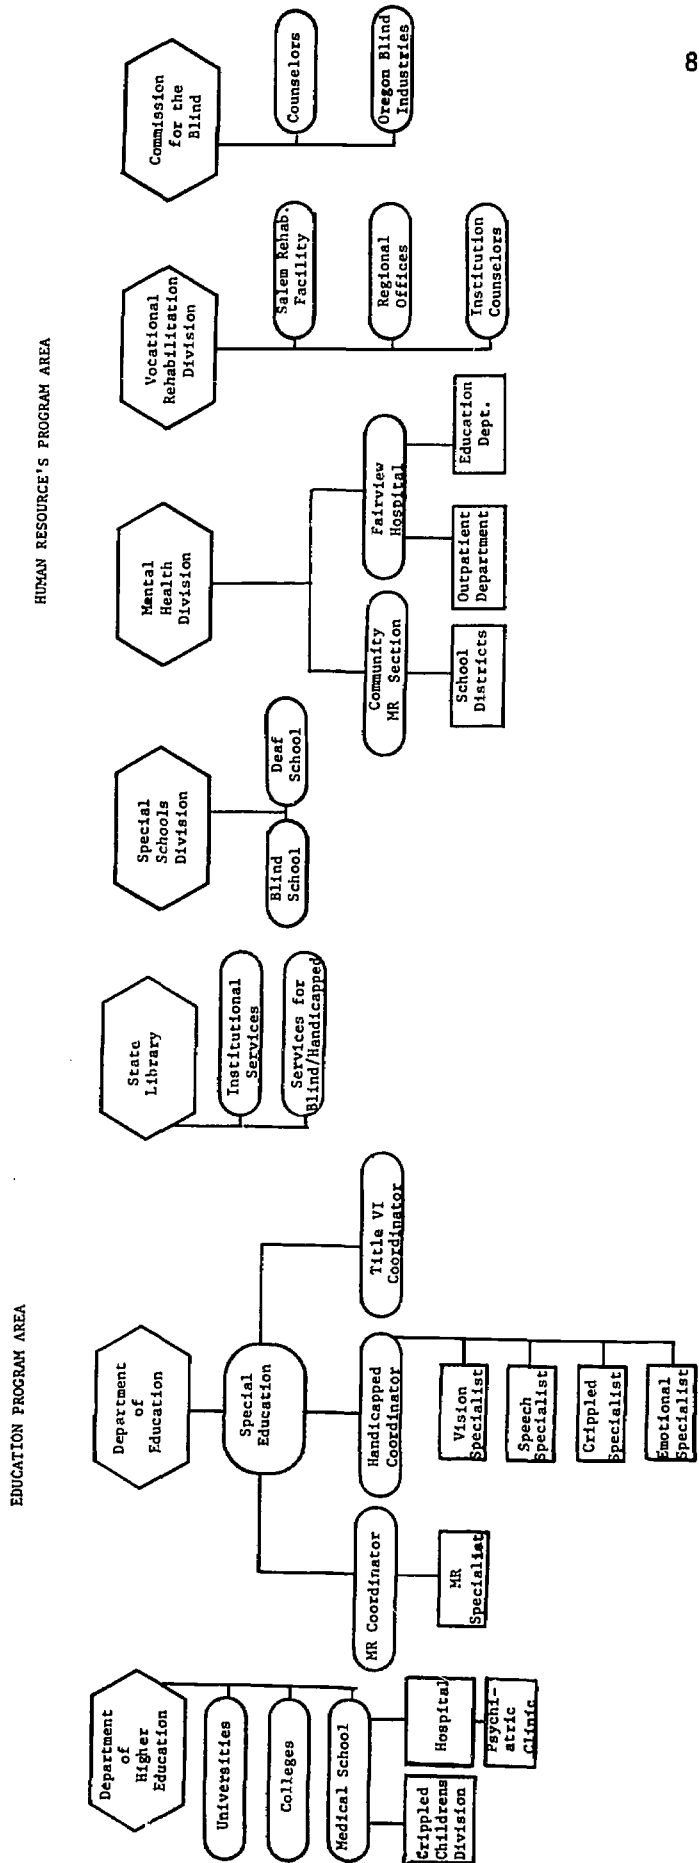 8
EDUCATION PROGRAM AREA
HUMAN RESOURCE'S PROGRAM AREA
Department
of
Higher
Education
Universities
Colleges
Medical School
Crippled
Childrens
Division
Hospital
Psychi-
atric
Clinic
Department
of
Education
Special
Education
MR Coordinator
MR
Specialist
Handicapped
Coordinator
Vision
Specialist
Speech
Specialist
Crippled
Specialist
Emotional
Specialist
Title VI
Coordinator
State
Library
Institutional
Services
Services for
Blind/Handicapped
Special
Schools
Division
Blind
School
Deaf
School
Mental
Health
Division
Community
MR Section
School
Districts
Fairview
Hospital
Outpatient
Department
Education
Dept.
Vocational
Rehabilitation
Division
Salem Rehab.
Facility
Regional
Offices
Institution
Counselors
Commission
for the
Blind
Counselors
Oregon Blind
Industries